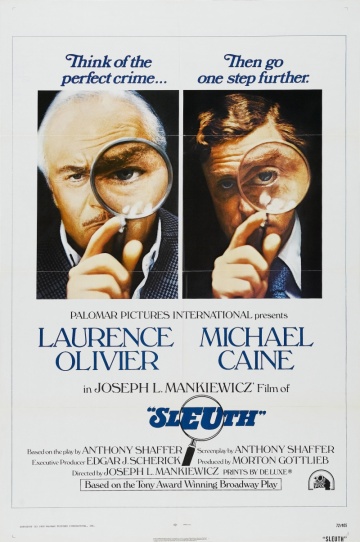 Think of the
perfect crime...
Then go
one step further.
PALOMAR PICTURES INTERNATIONAL presents
LAURENCE OLIVIER
MICHAEL CAINE
in JOSEPH L. MANKIEWICZ' Film of
"SLEUTH"
Based on the play by ANTHONY SHAFFER Screenplay by ANTHONY SHAFFER
Executive Producer EDGAR J. SCHERICK Produced by MORTON GOTTLIEB
Directed by JOSEPH L. MANKIEWICZ PRINTS BY DE LUXE®
Based on the Tony Award Winning Broadway Play
"SLEUTH"